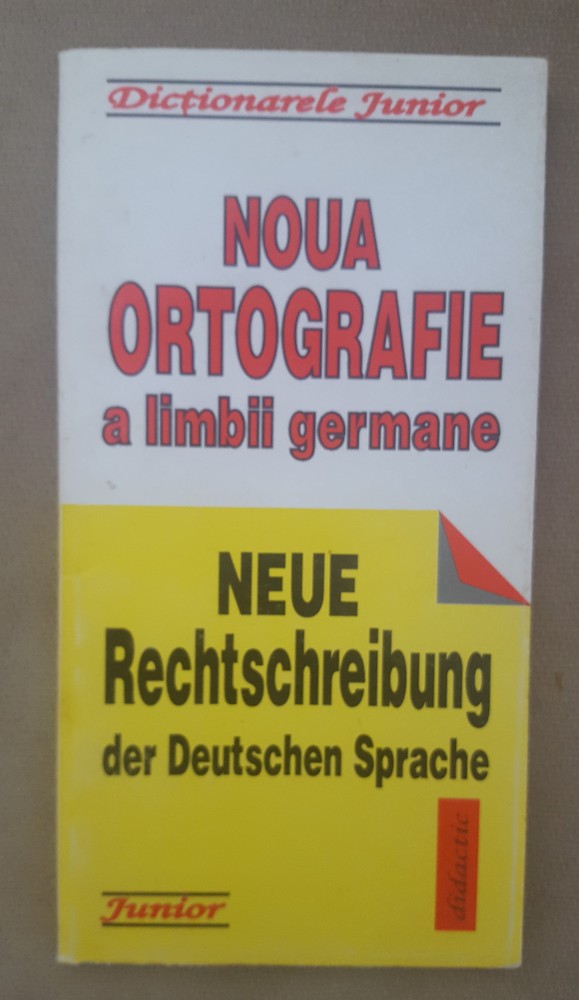 Dicționarele Junior
NOUA
ORTOGRAFIE
a limbii germane
NEUE
Rechtschreibung
der Deutschen Sprache
didactic
Junior